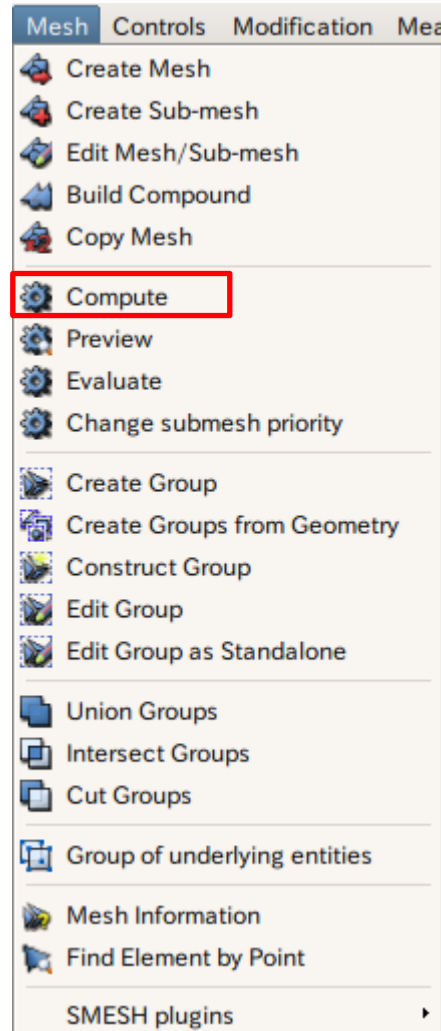 Mesh Controls Modification Mea
Create Mesh
Create Sub-mesh
Edit Mesh/Sub-mesh
Build Compound
Copy Mesh
Compute
Preview
Evaluate
Change submesh priority
Create Group
Create Groups from Geometry
Construct Group
Edit Group
Edit Group as Standalone
Union Groups
Intersect Groups
Cut Groups
Group of underlying entities
Mesh Information
Find Element by Point
SMESH plugins